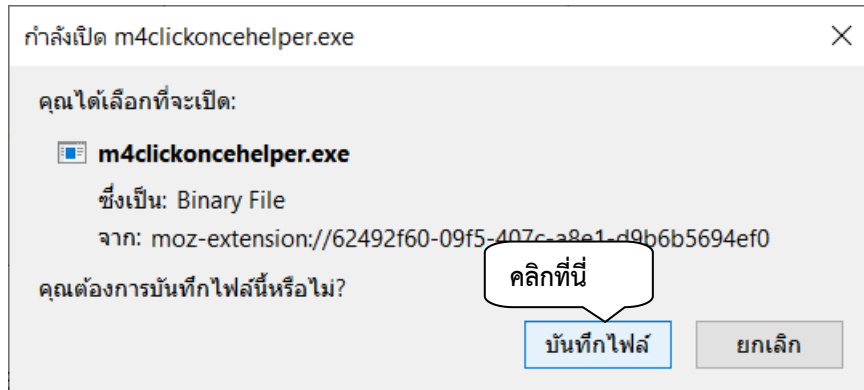 กำลังเปิด m4clickoncehelper.exe
คุณได้เลือกที่จะเปิด:
m4clickoncehelper.exe
ซึ่งเป็น: Binary File
จาก: moz-extension://62492f60-09f5-407c-a8e1-d9b6b5694ef0
คลิกที่นี่
คุณต้องการบันทึกไฟล์นี้หรือไม่?
บันทึกไฟล์ ยกเลิก